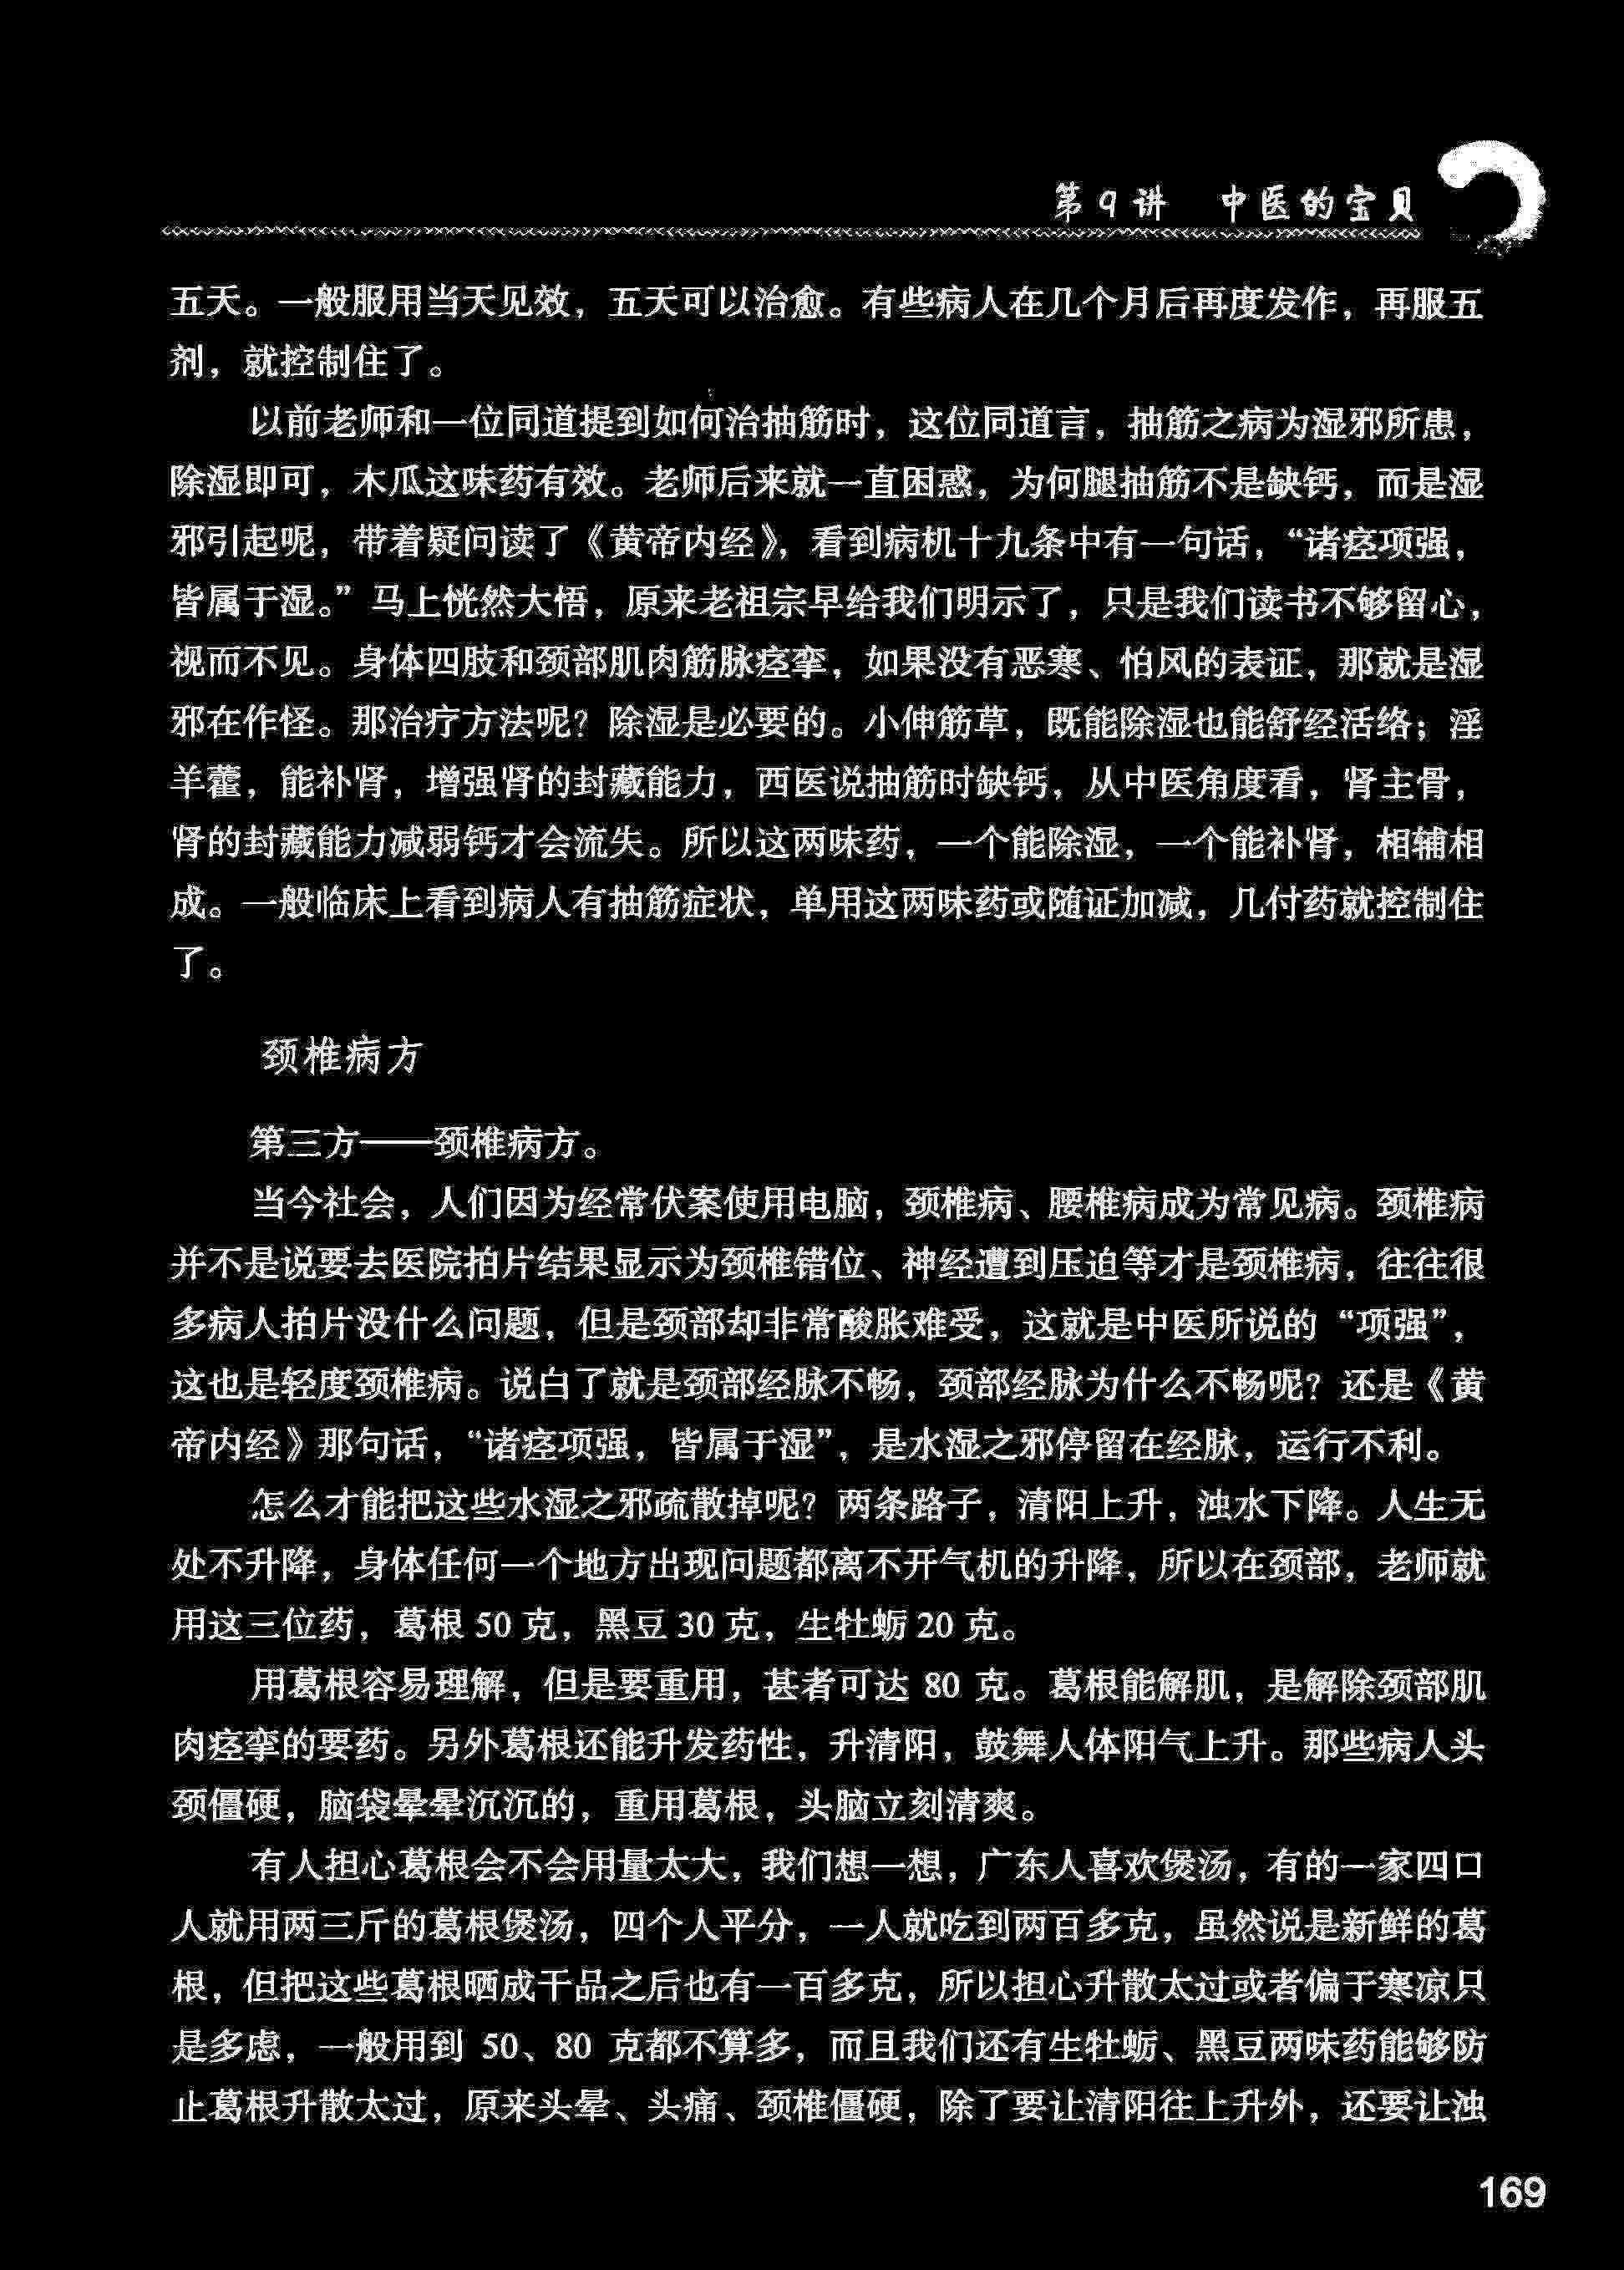 第9讲 中医的宝贝
五天。一般服用当天见效，五天可以治愈。有些病人在几个月后再度发作，再服五
剂，就控制住了。
以前老师和一位同道提到如何治抽筋时，这位同道言，抽筋之病为湿邪所患，
除湿即可，木瓜这味药有效。老师后来就一直困惑，为何腿抽筋不是缺钙，而是湿
邪引起呢，带着疑问读了《黄帝内经》，看到病机十九条中有一句话，“诸痉项强，
皆属于湿。”马上恍然大悟，原来老祖宗早给我们明示了，只是我们读书不够留心，
视而不见。身体四肢和颈部肌肉筋脉痉挛，如果没有恶寒、怕风的表证，那就是湿
邪在作怪。那治疗方法呢？除湿是必要的。小伸筋草，既能除湿也能舒经活络；淫
羊藿，能补肾，增强肾的封藏能力，西医说抽筋时缺钙，从中医角度看，肾主骨，
肾的封藏能力减弱钙才会流失。所以这两味药，一个能除湿，一个能补肾，相辅相
成。一般临床上看到病人有抽筋症状，单用这两味药或随证加减，几付药就控制住
了。
颈椎病方
第三方——颈椎病方。
当今社会，人们因为经常伏案使用电脑，颈椎病、腰椎病成为常见病。颈椎病
并不是说要去医院拍片结果显示为颈椎错位、神经遭到压迫等才是颈椎病，往往很
多病人拍片没什么问题，但是颈部却非常酸胀难受，这就是中医所说的“项强”，
这也是轻度颈椎病。说白了就是颈部经脉不畅，颈部经脉为什么不畅呢？还是《黄
帝内经》那句话，“诸痉项强，皆属于湿”，是水湿之邪停留在经脉，运行不利。
怎么才能把这些水湿之邪疏散掉呢？两条路子，清阳上升，浊水下降。人生无
处不升降，身体任何一个地方出现问题都离不开气机的升降，所以在颈部，老师就
用这三位药，葛根 50 克，黑豆 30 克，生牡蛎 20 克。
用葛根容易理解，但是要重用，甚者可达 80 克。葛根能解肌，是解除颈部肌
肉痉挛的要药。另外葛根还能升发药性，升清阳，鼓舞人体阳气上升。那些病人头
颈僵硬，脑袋晕晕沉沉的，重用葛根，头脑立刻清爽。
有人担心葛根会不会用量太大，我们想一想，广东人喜欢煲汤，有的一家四口
人就用两三斤的葛根煲汤，四个人平分，一人就吃到两百多克，虽然说是新鲜的葛
根，但把这些葛根晒成干品之后也有一百多克，所以担心升散太过或者偏于寒凉只
是多虑，一般用到 50、80 克都不算多，而且我们还有生牡蛎、黑豆两味药能够防
止葛根升散太过，原来头晕、头痛、颈椎僵硬，除了要让清阳往上升外，还要让浊
169